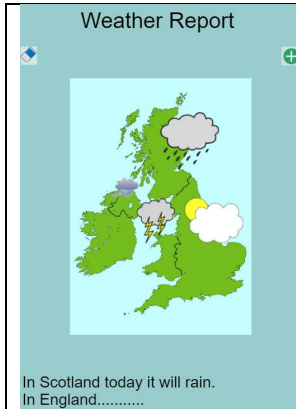 Weather Report
In Scotland today it will rain.
In England...........